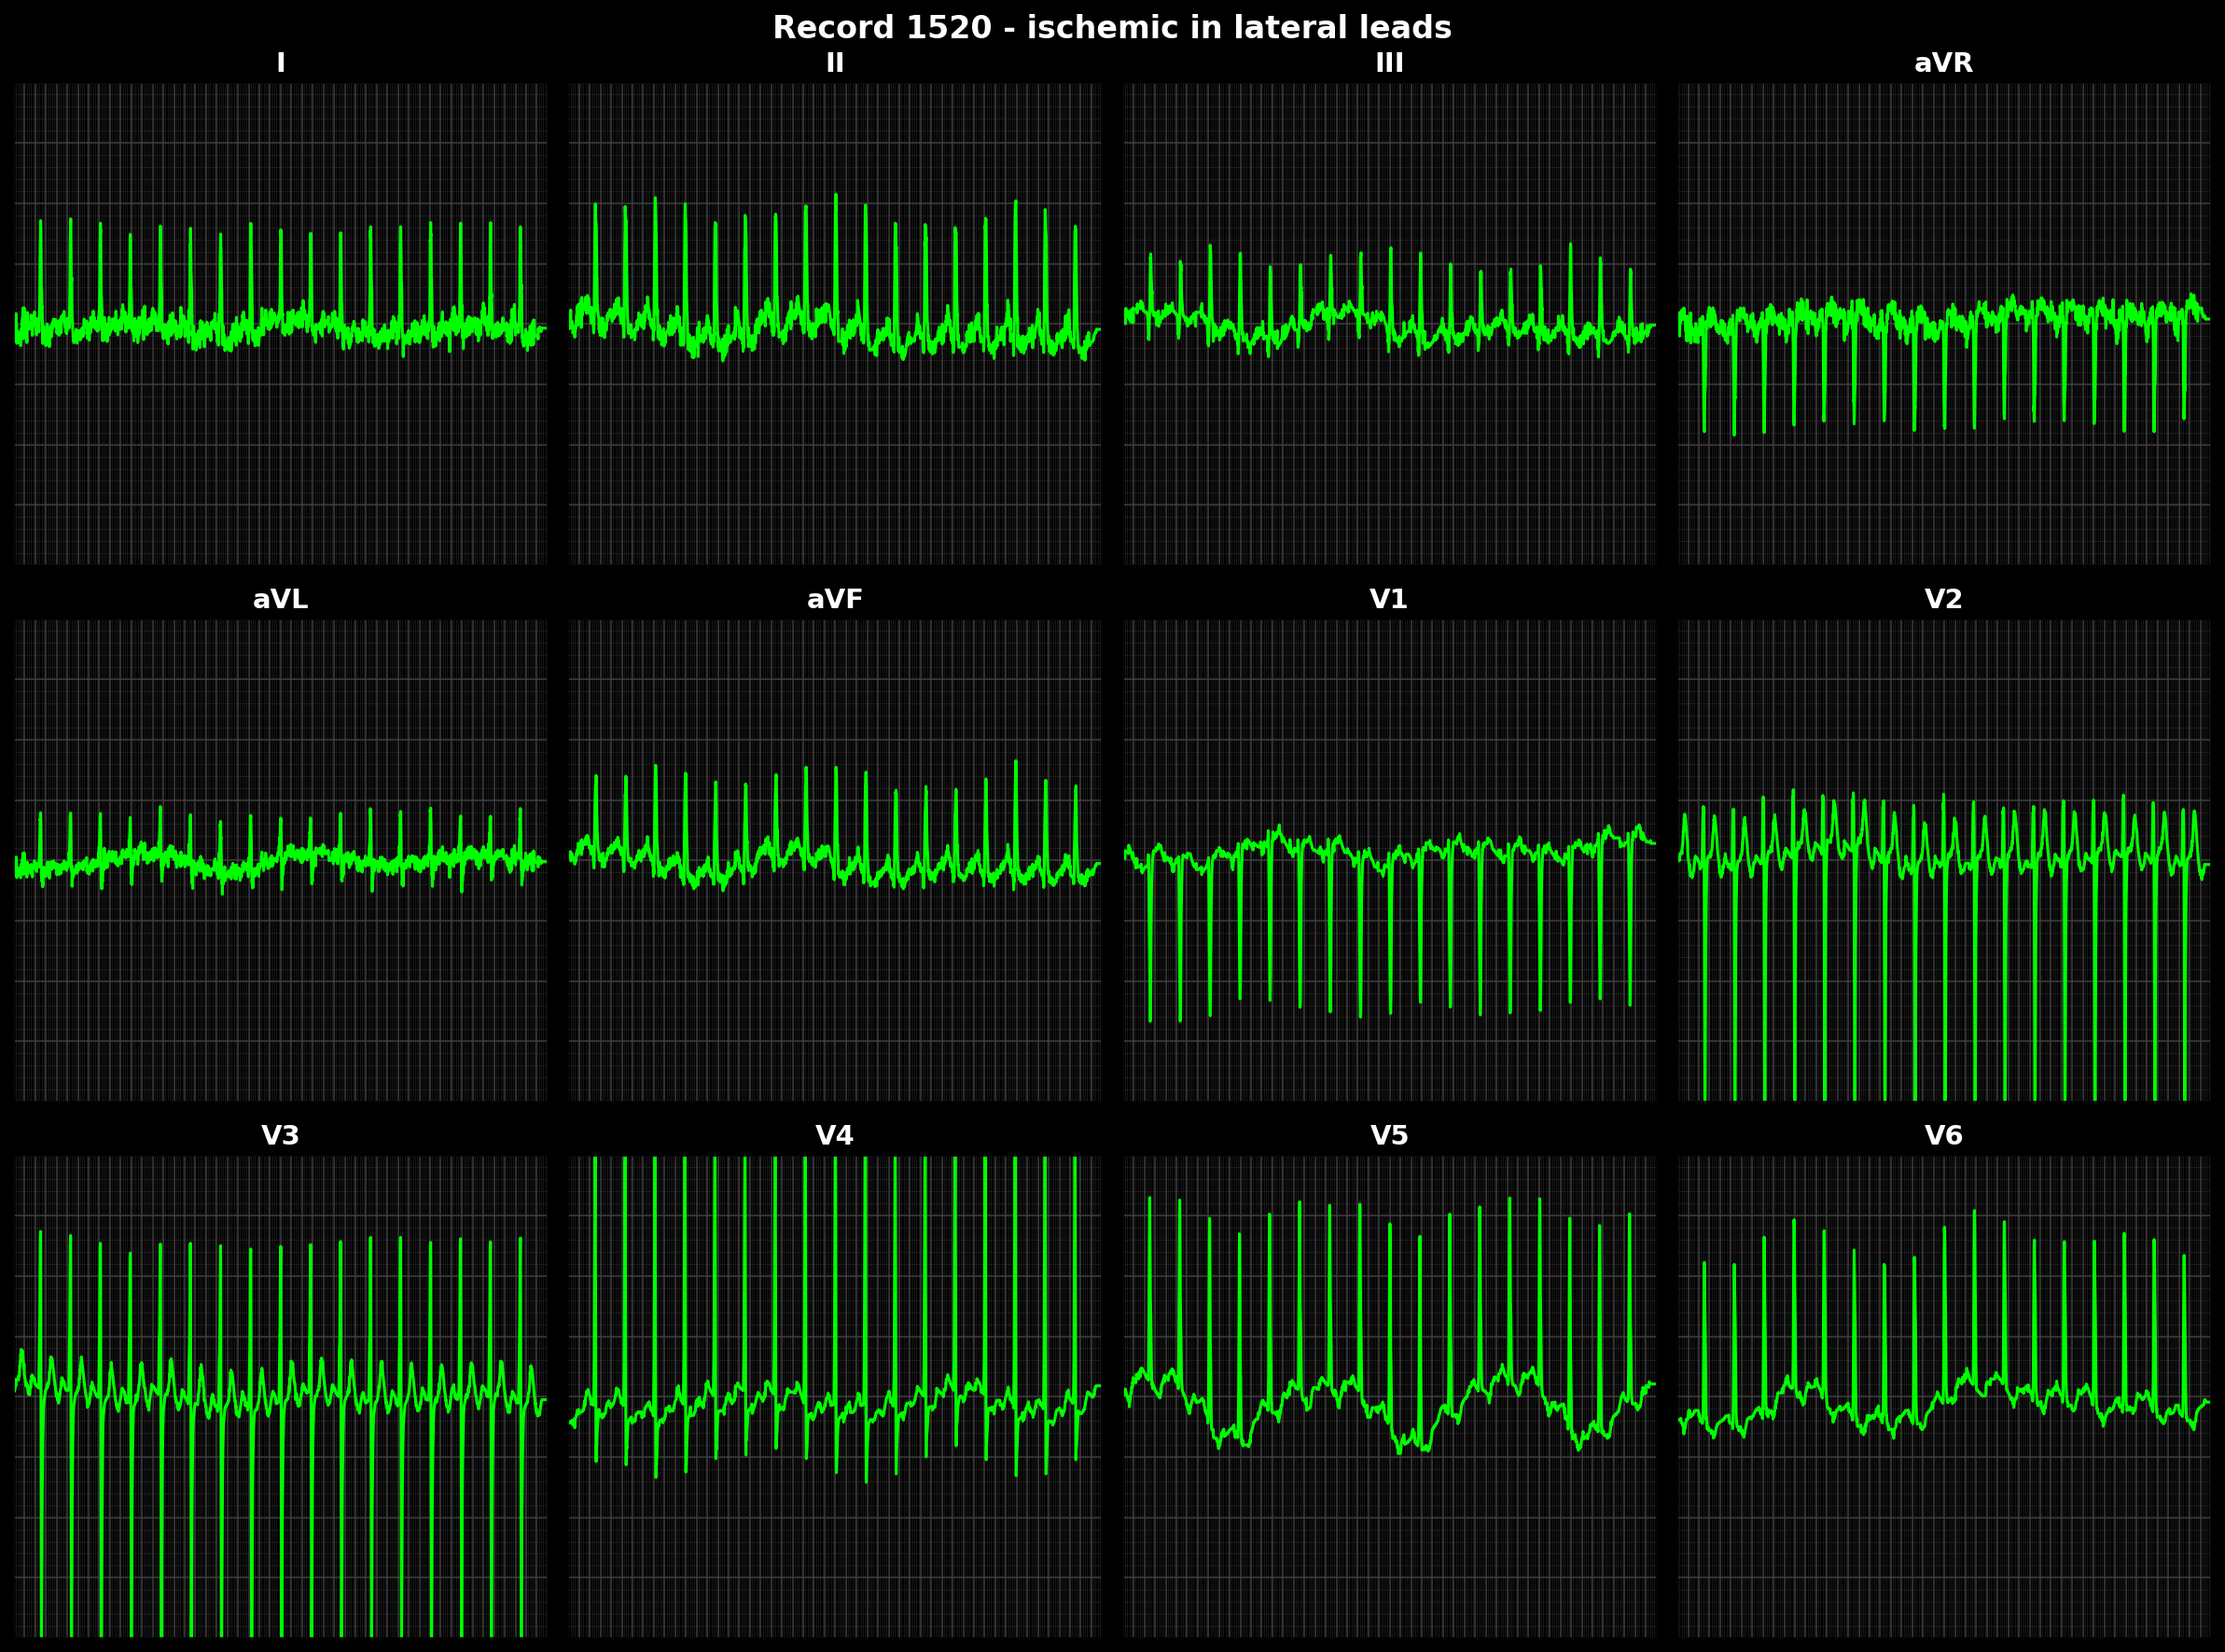 Record 1520 - ischemic in lateral leads
I II III aVR
aVL aVF V1 V2
V3 V4 V5 V6